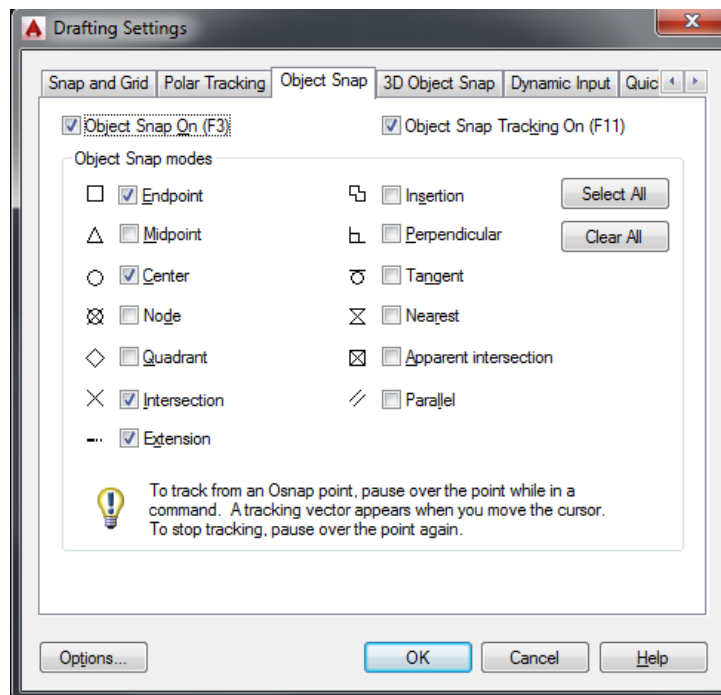 Drafting Settings
Snap and Grid Polar Tracking Object Snap 3D Object Snap Dynamic Input Quic
Object Snap On (F3) Object Snap Tracking On (F11)
Object Snap modes
Endpoint Insertion Select All
Midpoint Perpendicular Clear All
Center Tangent
Node Nearest
Quadrant Apparent intersection
Intersection Parallel
Extension
To track from an Osnap point, pause over the point while in a
command. A tracking vector appears when you move the cursor.
To stop tracking, pause over the point again.
Options... OK Cancel Help